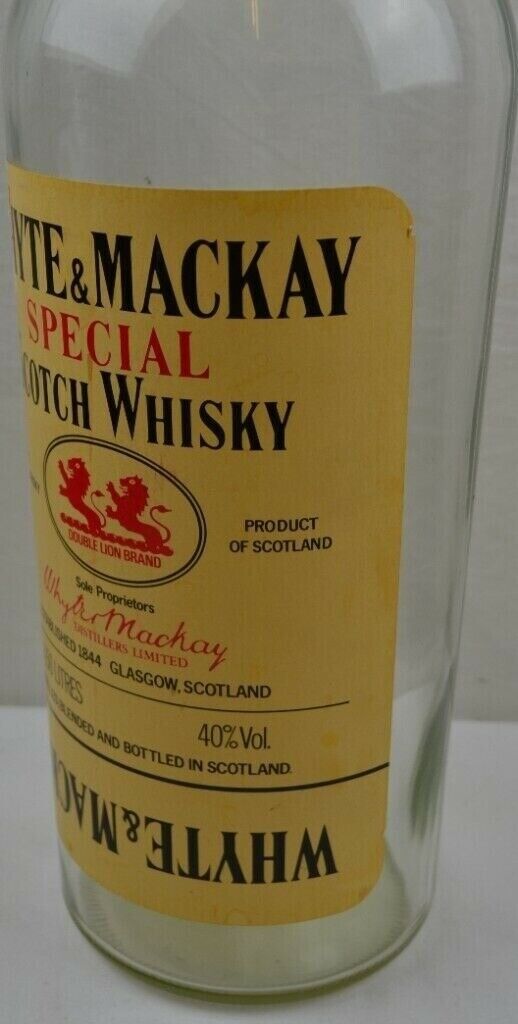 YTE & MACKAY
SPECIAL
COTCH WHISKY
DOUBLE LION BRAND
PRODUCT
OF SCOTLAND
Sole Proprietors
Whyte & Mackay
DISTILLERS LIMITED
ESTABLISHED 1844 GLASGOW, SCOTLAND
LITRES 40% Vol.
BLENDED AND BOTTLED IN SCOTLAND.
WHYTE & MAC